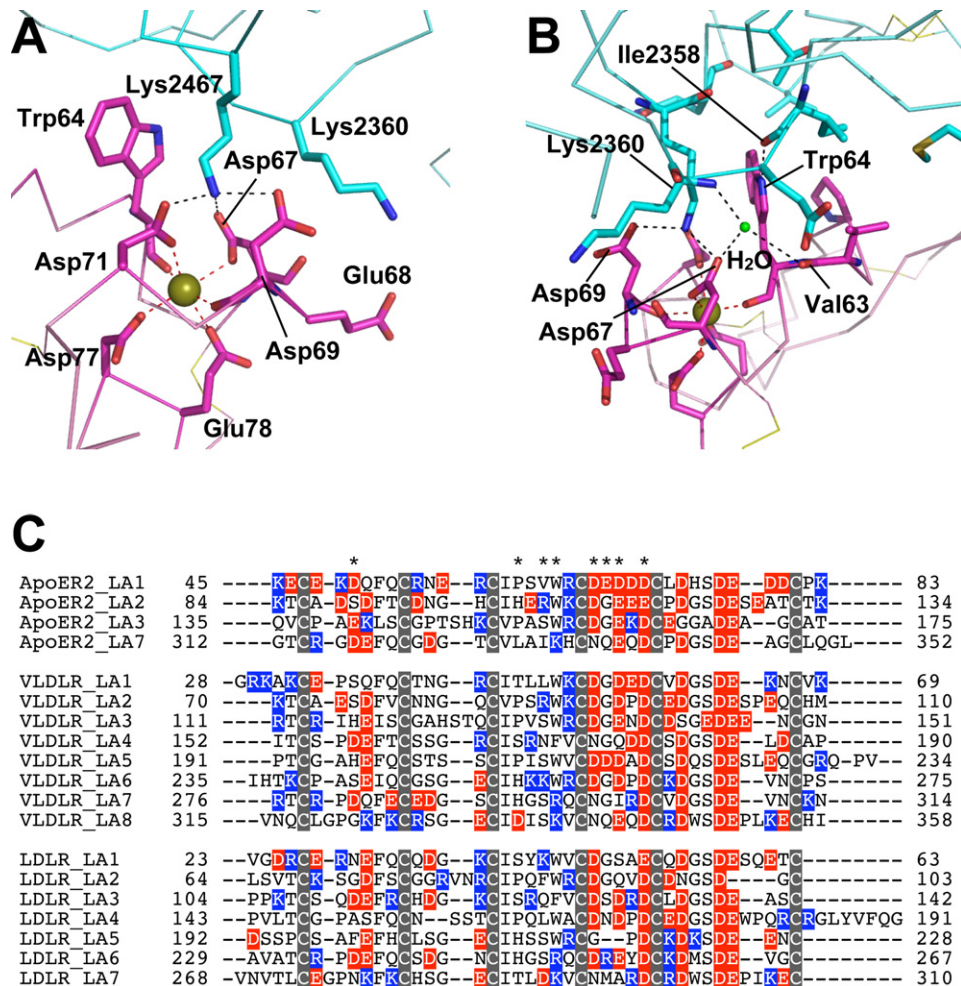 A
Lys2467
Trp64
Asp67
Lys2360
Asp71
Glu68
Asp77
Asp69
Glu78
B
Ile2358
Lys2360
Trp64
H2O
Asp69
Asp67
Val63
C
* * ** *** *
ApoER2_LA1 45 ----KECE-KDQFQCRNE--RCIPSVWRCDEDDDCLDHSDE--DDCPK------ 83
ApoER2_LA2 84 ----KTCA-DSDFTCDNG--HCIHERWKCDGEEECPDGSDESEATCTK------ 134
ApoER2_LA3 135 ----QVCP-AEKLSCGPTSHKCVPASWRCDGEKDCEGGADEA--GCAT------ 175
ApoER2_LA7 312 ----GTCR-GDEFQCGDG--TCVLAIKHCNQEQDCPDGSDE--AGCLQGL---- 352
VLDLR_LA1 28 -GRKAKCE-PSQFQCTNG--RCITLLWKCDGDEDCVDGSDE--KNCVK------ 69
VLDLR_LA2 70 ----KTCA-ESDFVCNNG--QCVPSRWKCDGDPDCEDGSDESPEQCHM------ 110
VLDLR_LA3 111 ----RTCR-IHEISCGAHSTQCVPVSWRCDGENDCDSGEDEE--NCGN------ 151
VLDLR_LA4 152 ----ITCS-PDEFTCSSG--RCISRNFVCNGQDDCSDGSDE--LDCAP------ 190
VLDLR_LA5 191 ----PTCG-AHEFQCSTS--SCIPISWVCDDDADCSDQSDESLEQCGRQ-PV-- 234
VLDLR_LA6 235 --IHTKCP-ASEIQCGSG--ECIHKKWRCDGDPDCKDGSDE--VNCPS------ 275
VLDLR_LA7 276 ----RTCR-PDQFECEDG--SCIHGSRQCNGIRDCVDGSDE--VNCKN------ 314
VLDLR_LA8 315 ---VNQCLGPGKFKCRSG--ECIDISKVCNQEQDCRDWSDEPLKECHI------ 358
LDLR_LA1 23 --VGDRCE-RNEFQCQDG--KCISYKWVCDGSAECQDGSDESQETC-------- 63
LDLR_LA2 64 --LSVTCK-SGDFSCGGRVNRCIPQFWRCDGQVDCDNGSD----GC-------- 103
LDLR_LA3 104 --PPKTCS-QDEFRCHDG--KCISRQFVCDSDRDCLDGSDE--ASC-------- 142
LDLR_LA4 143 --PVLTCG-PASFQCN--SSTCIPQLWACDNDPDCEDGSDEWPQRCRGLYVFQG 191
LDLR_LA5 192 --DSSPCS-AFEFHCLSG--ECIHSSWRCDG--PDCKDKSDE--ENC-------- 228
LDLR_LA6 229 --AVATCR-PDEFQCSDG--NCIHGSRQCDREYDCKDMSDE--VGC-------- 267
LDLR_LA7 268 --VNVTLCEGPNKFKCHSG--ECITLDKVCNMARDCRDWSDEPIKEC------- 310